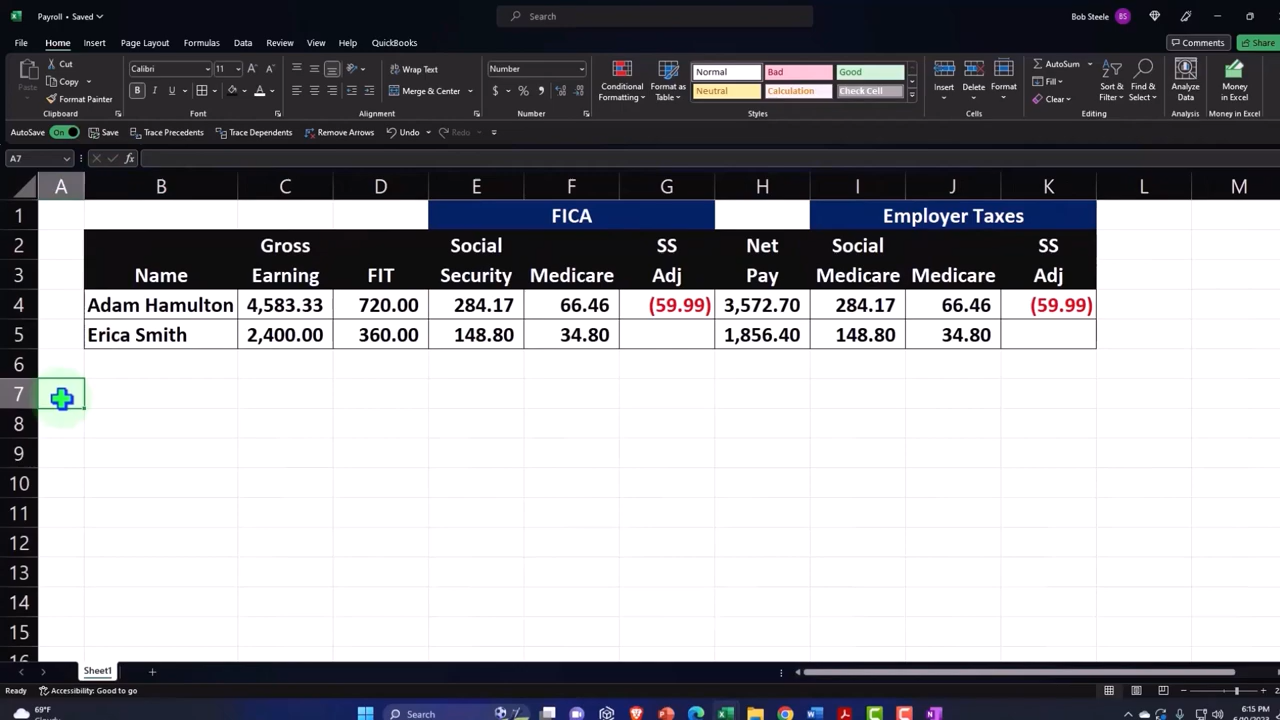 Payroll • Saved
Search
Bob Steele BS
File Home Insert Page Layout Formulas Data Review View Help QuickBooks Comments Share
Paste Cut Copy Format Painter Clipboard
Calibri 11 B I U A Font
Wrap Text Merge & Center Alignment
Number $ % Number
Conditional Formatting Format as Table
Normal Bad Good
Neutral Calculation Check Cell
Styles
Insert Delete Format Cells
AutoSum Fill Clear Sort & Filter Find & Select Editing
Analyze Data Analysis
Money in Excel Money in Excel
AutoSave On Save Trace Precedents Trace Dependents Remove Arrows Undo Redo
A7 fx
A B C D E F G H I J K L M
1 FICA Employer Taxes
2 Gross Social SS Net Social SS
3 Name Earning FIT Security Medicare Adj Pay Medicare Medicare Adj
4 Adam Hamulton 4,583.33 720.00 284.17 66.46 (59.99) 3,572.70 284.17 66.46 (59.99)
5 Erica Smith 2,400.00 360.00 148.80 34.80 1,856.40 148.80 34.80
6
7
8
9
10
11
12
13
14
15
16
Sheet1
Ready Accessibility: Good to go
69°F
Cloudy
Search
6:15 PM